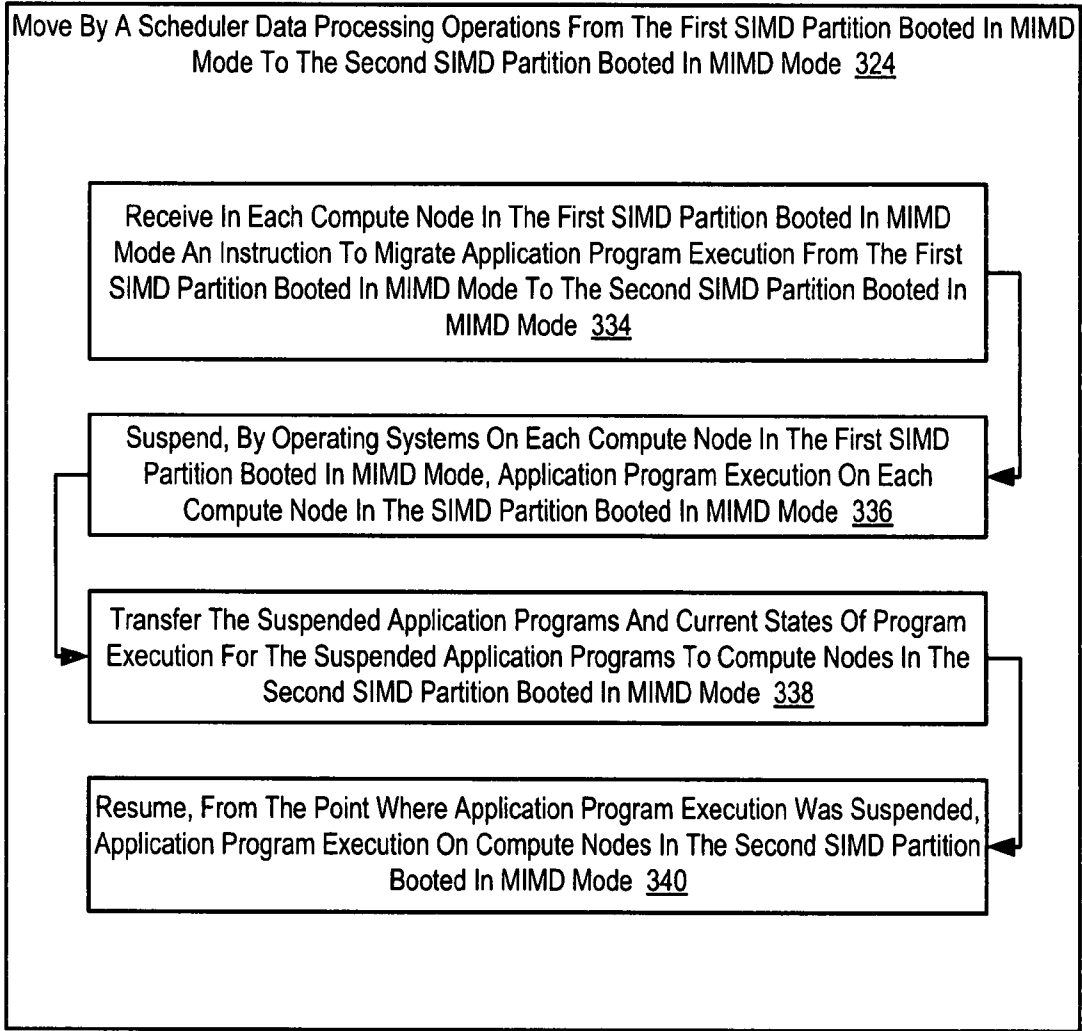 Move By A Scheduler Data Processing Operations From The First SIMD Partition Booted In MIMD
Mode To The Second SIMD Partition Booted In MIMD Mode 324
Receive In Each Compute Node In The First SIMD Partition Booted In MIMD
Mode An Instruction To Migrate Application Program Execution From The First
SIMD Partition Booted In MIMD Mode To The Second SIMD Partition Booted In
MIMD Mode 334
Suspend, By Operating Systems On Each Compute Node In The First SIMD
Partition Booted In MIMD Mode, Application Program Execution On Each
Compute Node In The SIMD Partition Booted In MIMD Mode 336
Transfer The Suspended Application Programs And Current States Of Program
Execution For The Suspended Application Programs To Compute Nodes In The
Second SIMD Partition Booted In MIMD Mode 338
Resume, From The Point Where Application Program Execution Was Suspended,
Application Program Execution On Compute Nodes In The Second SIMD Partition
Booted In MIMD Mode 340